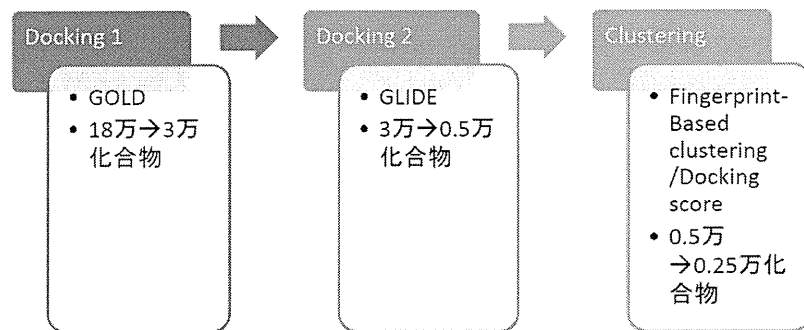 Docking 1
• GOLD
• 18万→3万
化合物
Docking 2
• GLIDE
• 3万→0.5万
化合物
Clustering
• Fingerprint-
Based
clustering
/Docking
score
• 0.5万
→0.25万化
合物